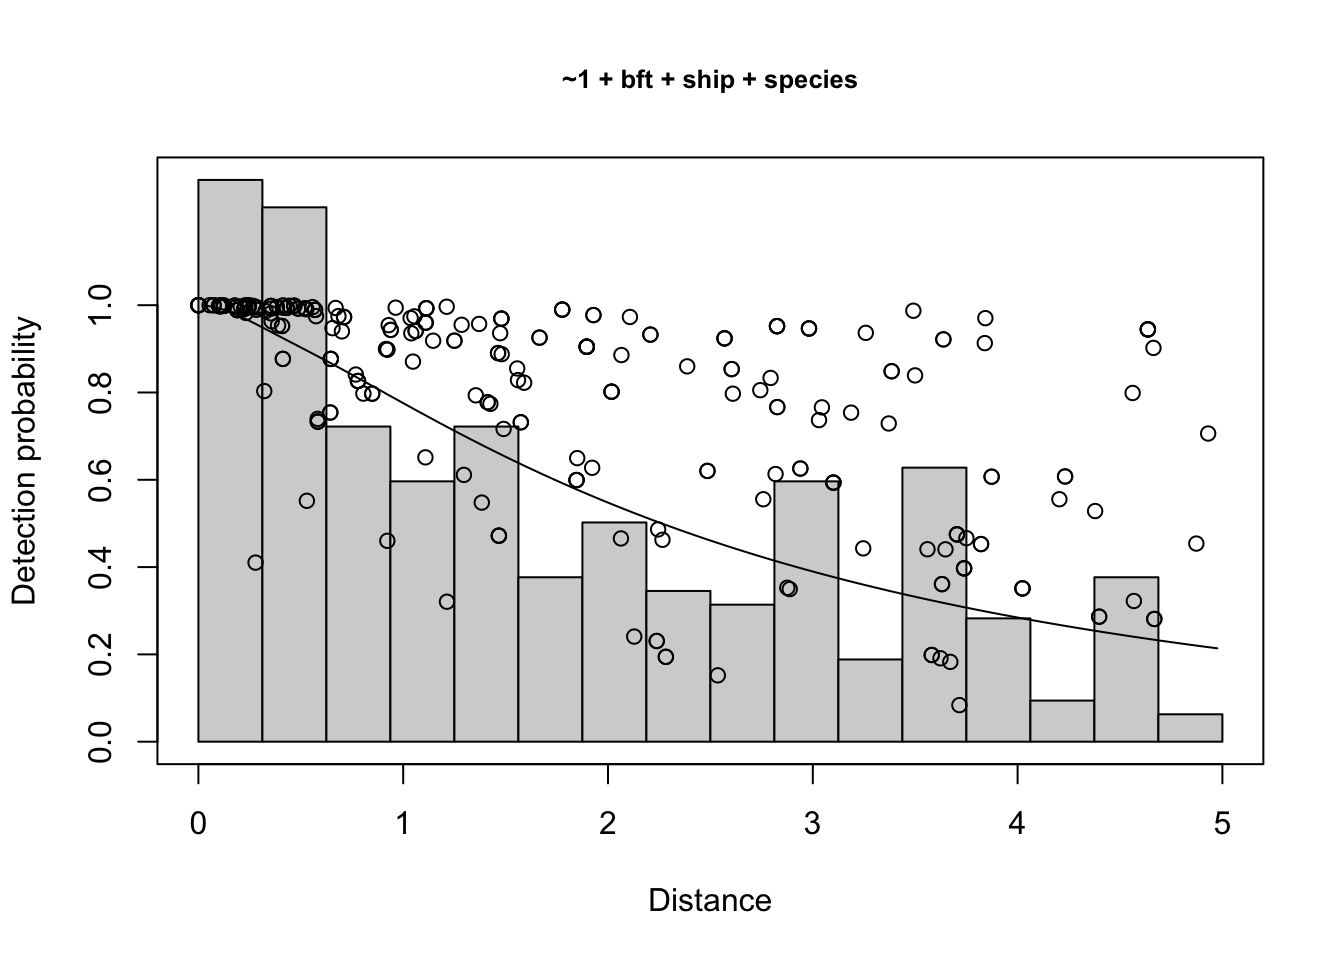 ~1 + bft + ship + species
Detection probability
1.0
0.8
0.6
0.4
0.2
0.0
0 1 2 3 4 5
Distance